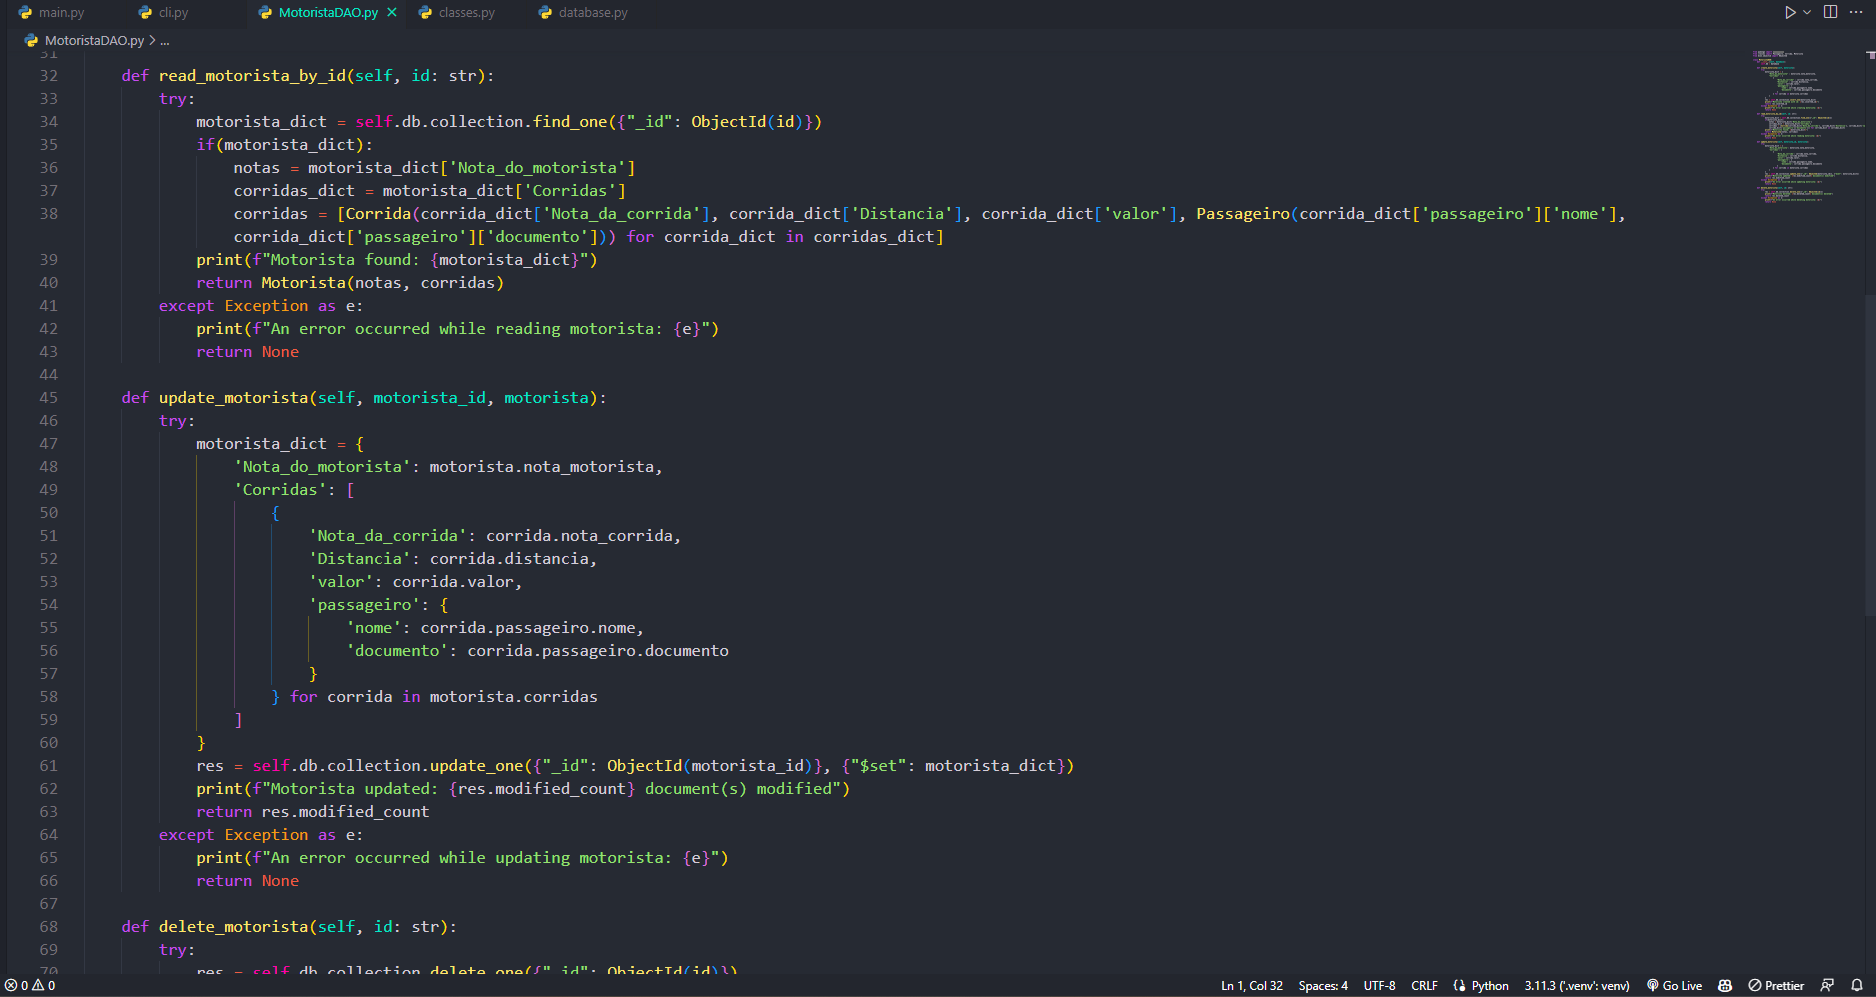 main.py cli.py MotoristaDAO.py classes.py database.py
MotoristaDAO.py > ...
31
32 def read_motorista_by_id(self, id: str):
33 try:
34 motorista_dict = self.db.collection.find_one({"_id": ObjectId(id)})
35 if(motorista_dict):
36 notas = motorista_dict['Nota_do_motorista']
37 corridas_dict = motorista_dict['Corridas']
38 corridas = [Corrida(corrida_dict['Nota_da_corrida'], corrida_dict['Distancia'], corrida_dict['valor'], Passageiro(corrida_dict['passageiro']['nome'],
corrida_dict['passageiro']['documento'])) for corrida_dict in corridas_dict]
39 print(f"Motorista found: {motorista_dict}")
40 return Motorista(notas, corridas)
41 except Exception as e:
42 print(f"An error occurred while reading motorista: {e}")
43 return None
44
45 def update_motorista(self, motorista_id, motorista):
46 try:
47 motorista_dict = {
48 'Nota_do_motorista': motorista.nota_motorista,
49 'Corridas': [
50 {
51 'Nota_da_corrida': corrida.nota_corrida,
52 'Distancia': corrida.distancia,
53 'valor': corrida.valor,
54 'passageiro': {
55 'nome': corrida.passageiro.nome,
56 'documento': corrida.passageiro.documento
57 }
58 } for corrida in motorista.corridas
59 ]
60 }
61 res = self.db.collection.update_one({"_id": ObjectId(motorista_id)}, {"$set": motorista_dict})
62 print(f"Motorista updated: {res.modified_count} document(s) modified")
63 return res.modified_count
64 except Exception as e:
65 print(f"An error occurred while updating motorista: {e}")
66 return None
67
68 def delete_motorista(self, id: str):
69 try:
70 res = self.db.collection.delete_one({"_id": ObjectId(id)})
0 0 Ln 1, Col 32 Spaces: 4 UTF-8 CRLF Python 3.11.3 ('.venv': venv) Go Live Prettier